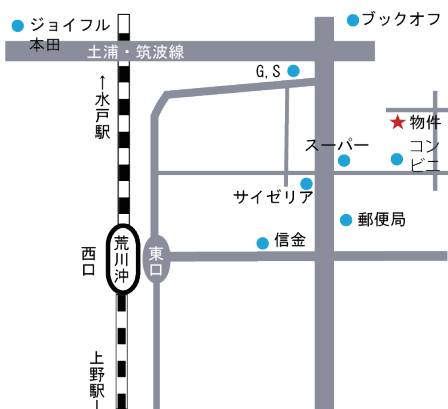 ブックオフ
ジョイフル
本田
土浦・筑波線
G,S
↑水戸駅
★物件
スーパー
コン
ビニ
サイゼリア
郵便局
信金
荒川沖
東口
西口
上野駅↓